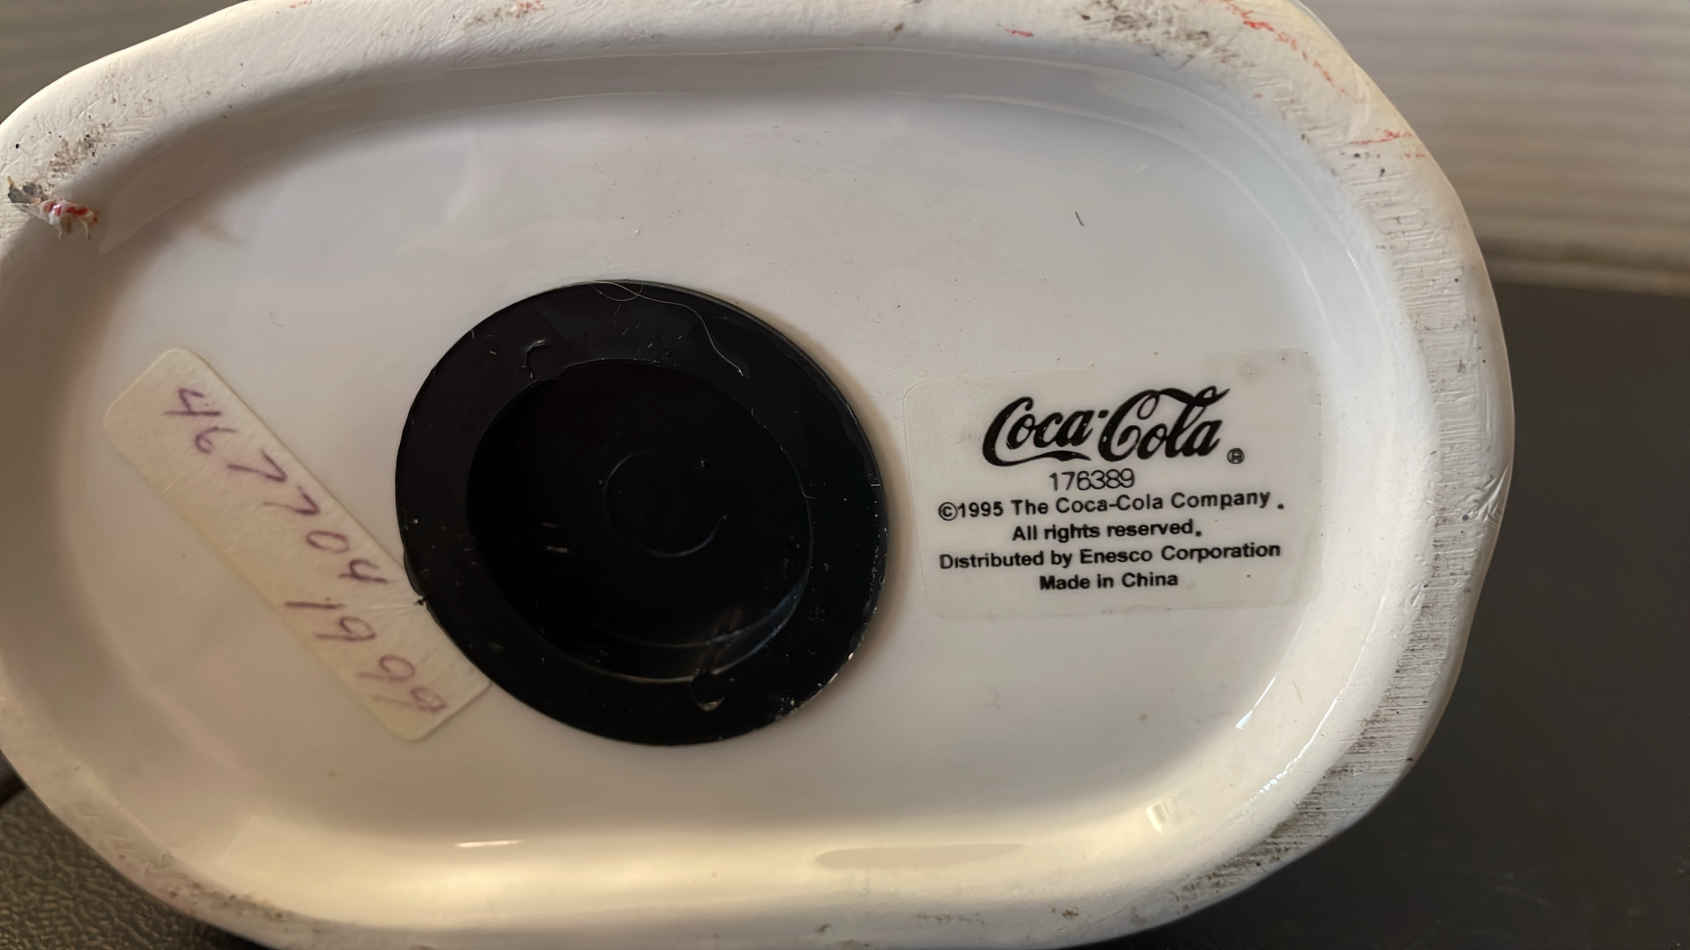 467704 1969
Coca-Cola ®
176389
©1995 The Coca-Cola Company.
All rights reserved.
Distributed by Enesco Corporation
Made in China